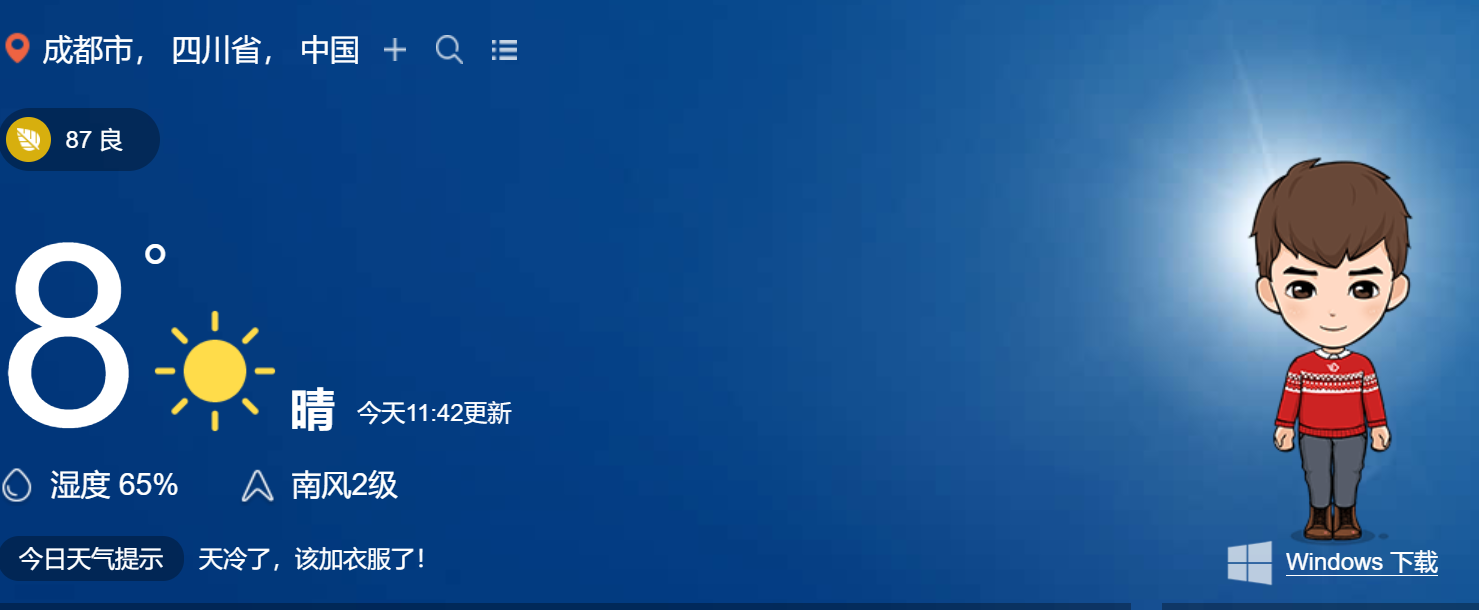 成都市， 四川省， 中国
87 良
8°
晴 今天11:42更新
湿度 65% 南风2级
今日天气提示 天冷了，该加衣服了！
Windows 下载